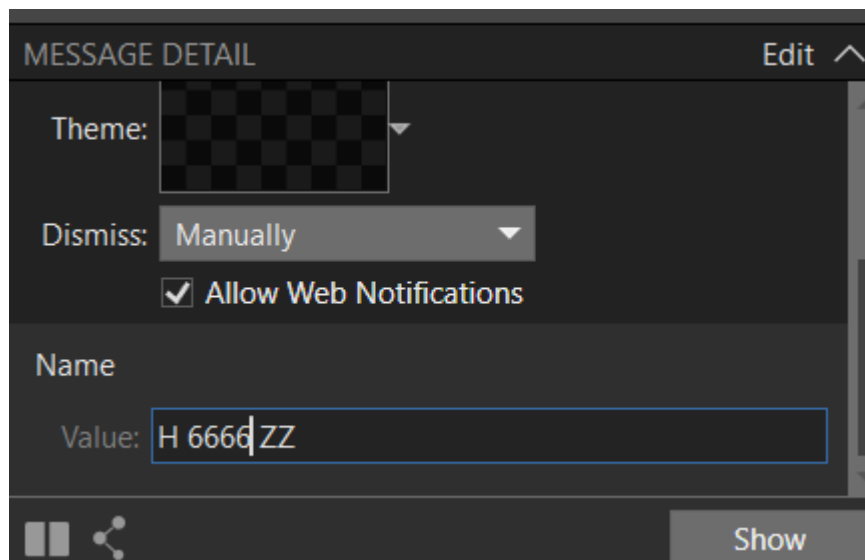 MESSAGE DETAIL Edit
Theme:
Dismiss: Manually
Allow Web Notifications
Name
Value: H 6666 ZZ
Show